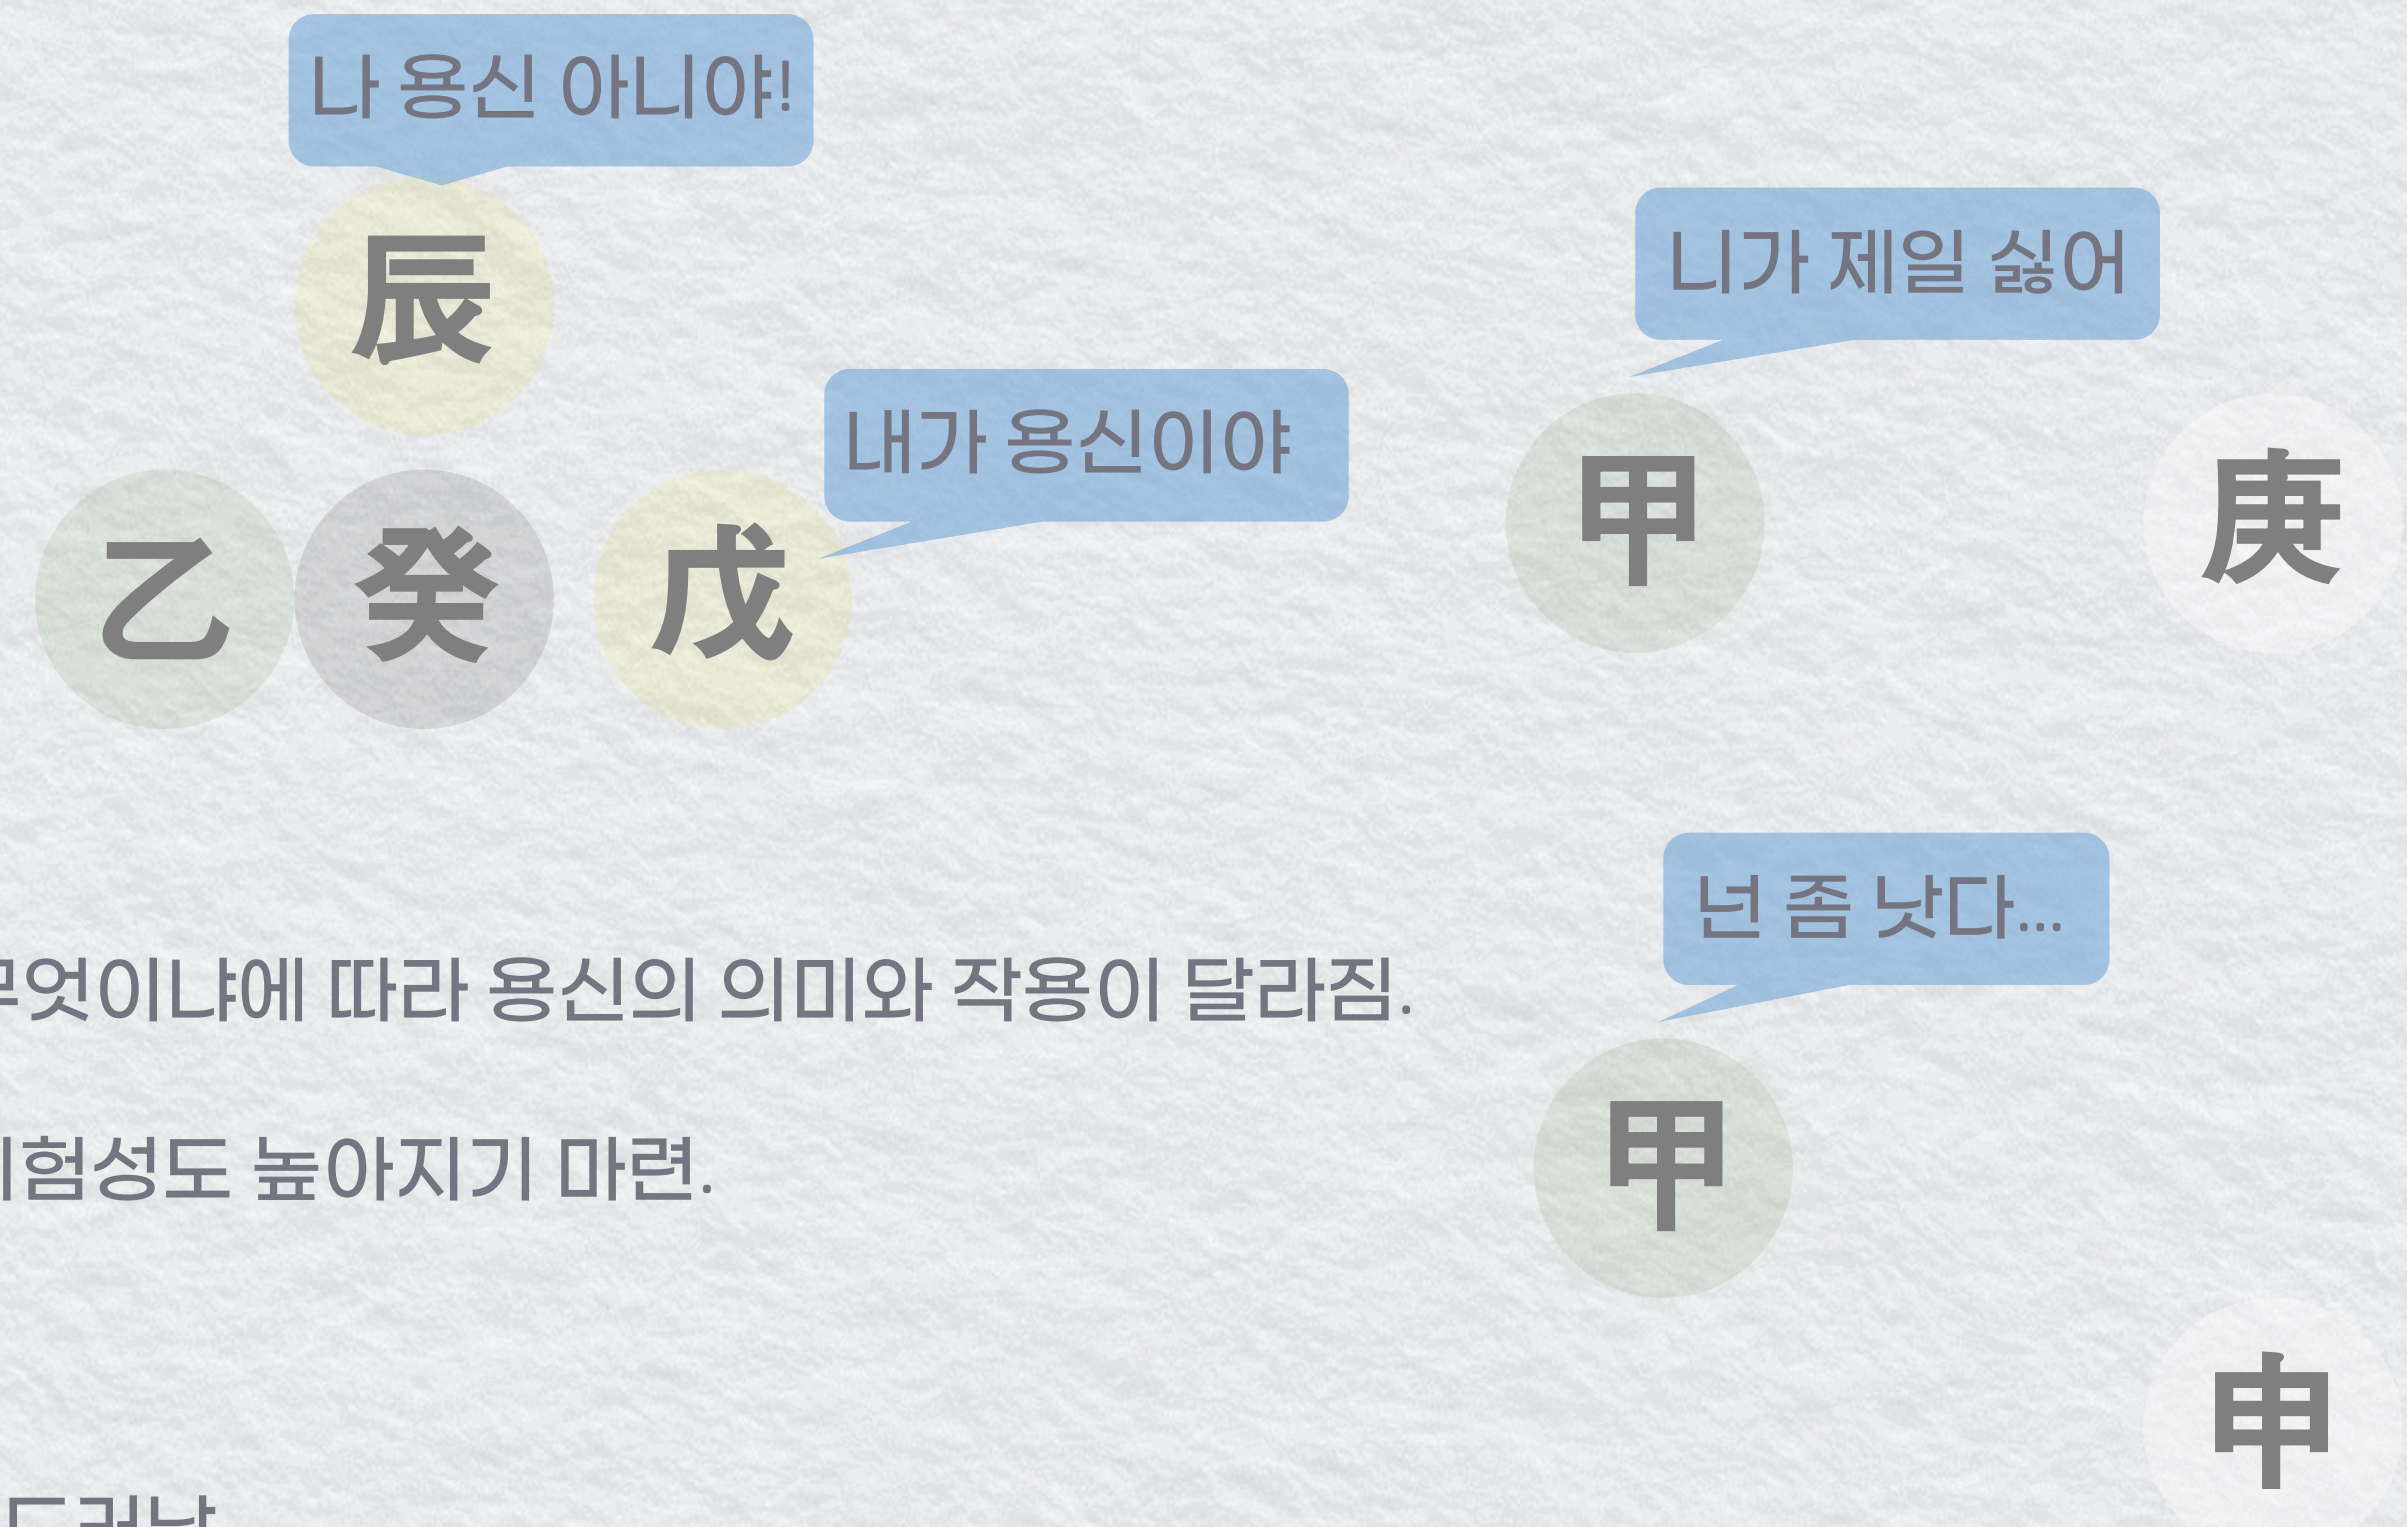 나 용신 아니야!
辰
내가 용신이야
乙 癸 戊
니가 제일 싫어
甲 庚
넌 좀 낫다...
甲
申
무엇이냐에 따라 용신의 의미와 작용이 달라짐.
위험성도 높아지기 마련.
드러남